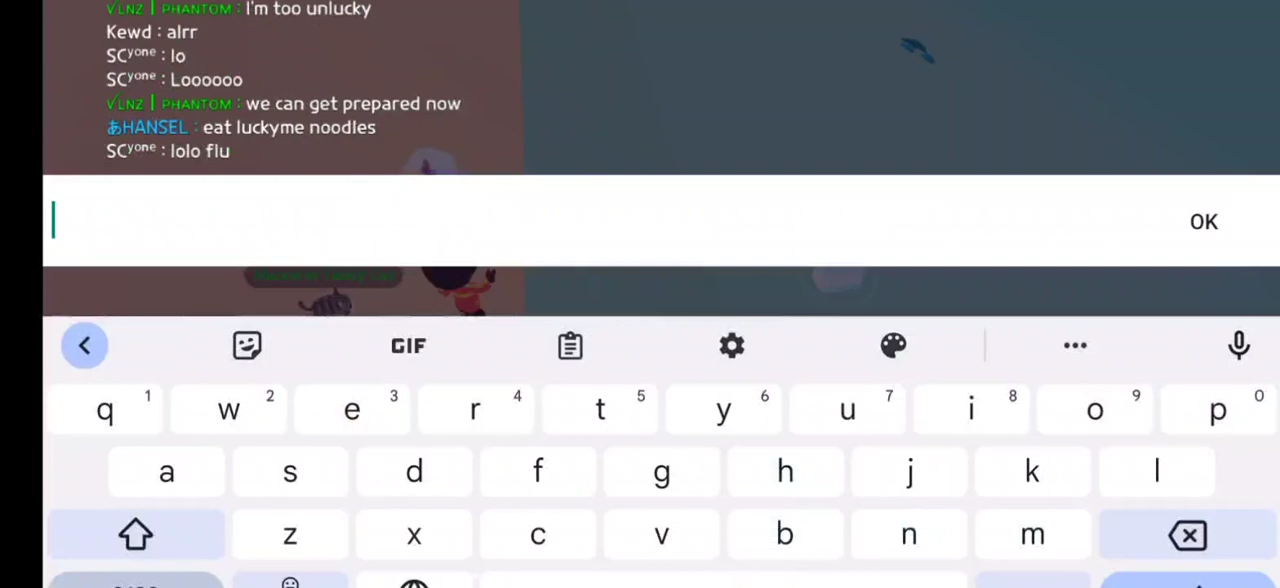 √LNZ | PHANTOM : I'm too unlucky
Kewd : alrr
SCʸᵒⁿᵉ : lo
SCʸᵒⁿᵉ : Loooooo
√LNZ | PHANTOM : we can get prepared now
あHANSEL : eat luckyme noodles
SCʸᵒⁿᵉ : lolo flu
OK
GIF
q 1 w 2 e 3 r 4 t 5 y 6 u 7 i 8 o 9 p 0
a s d f g h j k l
z x c v b n m